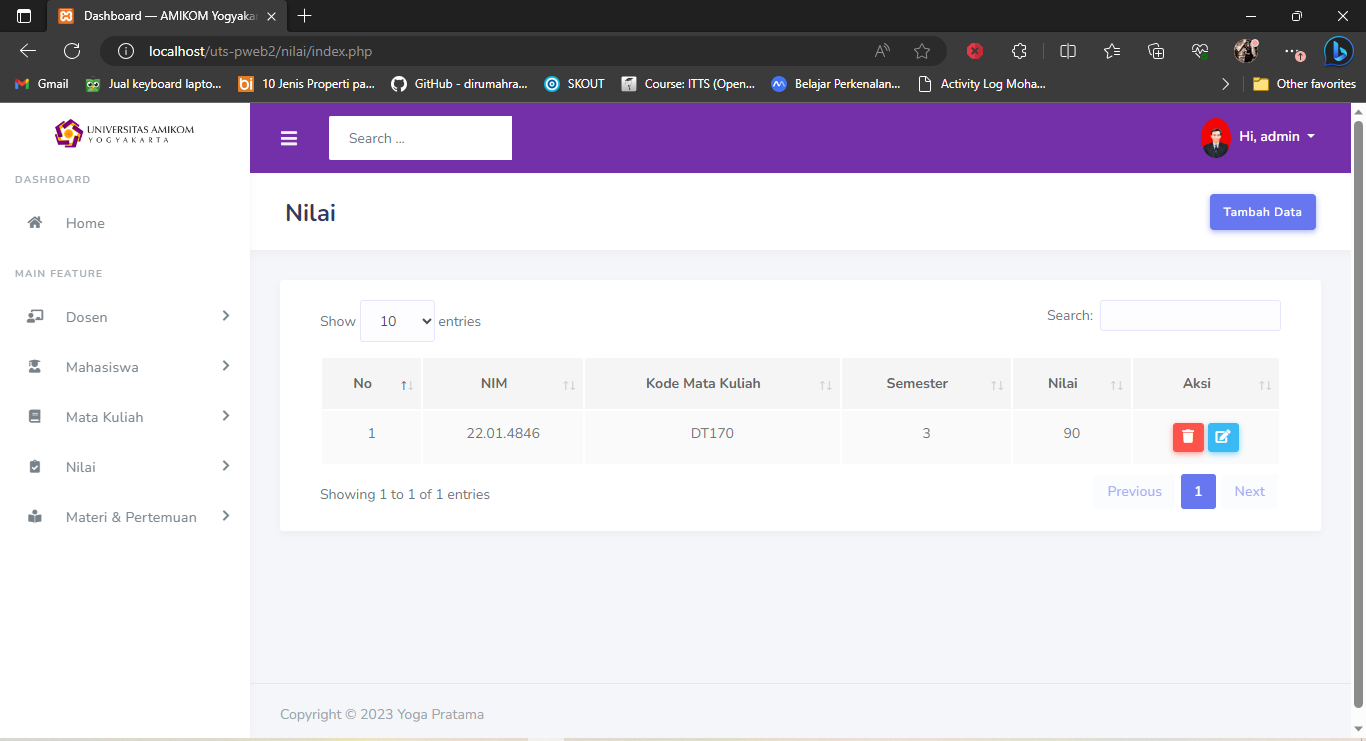 Dashboard — AMIKOM Yogyaka
localhost/uts-pweb2/nilai/index.php
Gmail
Jual keyboard lapto...
10 Jenis Properti pa...
GitHub - dirumahra...
SKOUT
Course: ITTS (Open...
Belajar Perkenalan...
Activity Log Moha...
Other favorites
UNIVERSITAS AMIKOM
YOGYAKARTA
Search ...
Hi, admin
DASHBOARD
Home
MAIN FEATURE
Dosen
Mahasiswa
Mata Kuliah
Nilai
Materi & Pertemuan
Nilai
Tambah Data
Show 10 entries
Search:
No NIM Kode Mata Kuliah Semester Nilai Aksi
1 22.01.4846 DT170 3 90
Showing 1 to 1 of 1 entries
Previous 1 Next
Copyright © 2023 Yoga Pratama